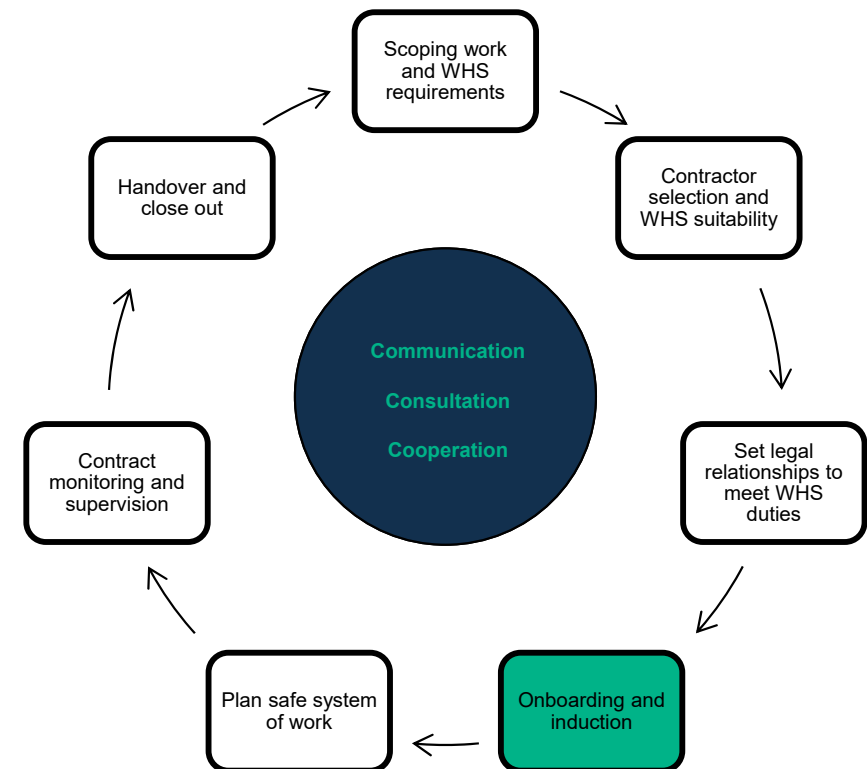 Scoping work
and WHS
requirements
Contractor
selection and
WHS suitability
Set legal
relationships to
meet WHS
duties
Onboarding and
induction
Plan safe system
of work
Contract
monitoring and
supervision
Handover and
close out
Communication
Consultation
Cooperation